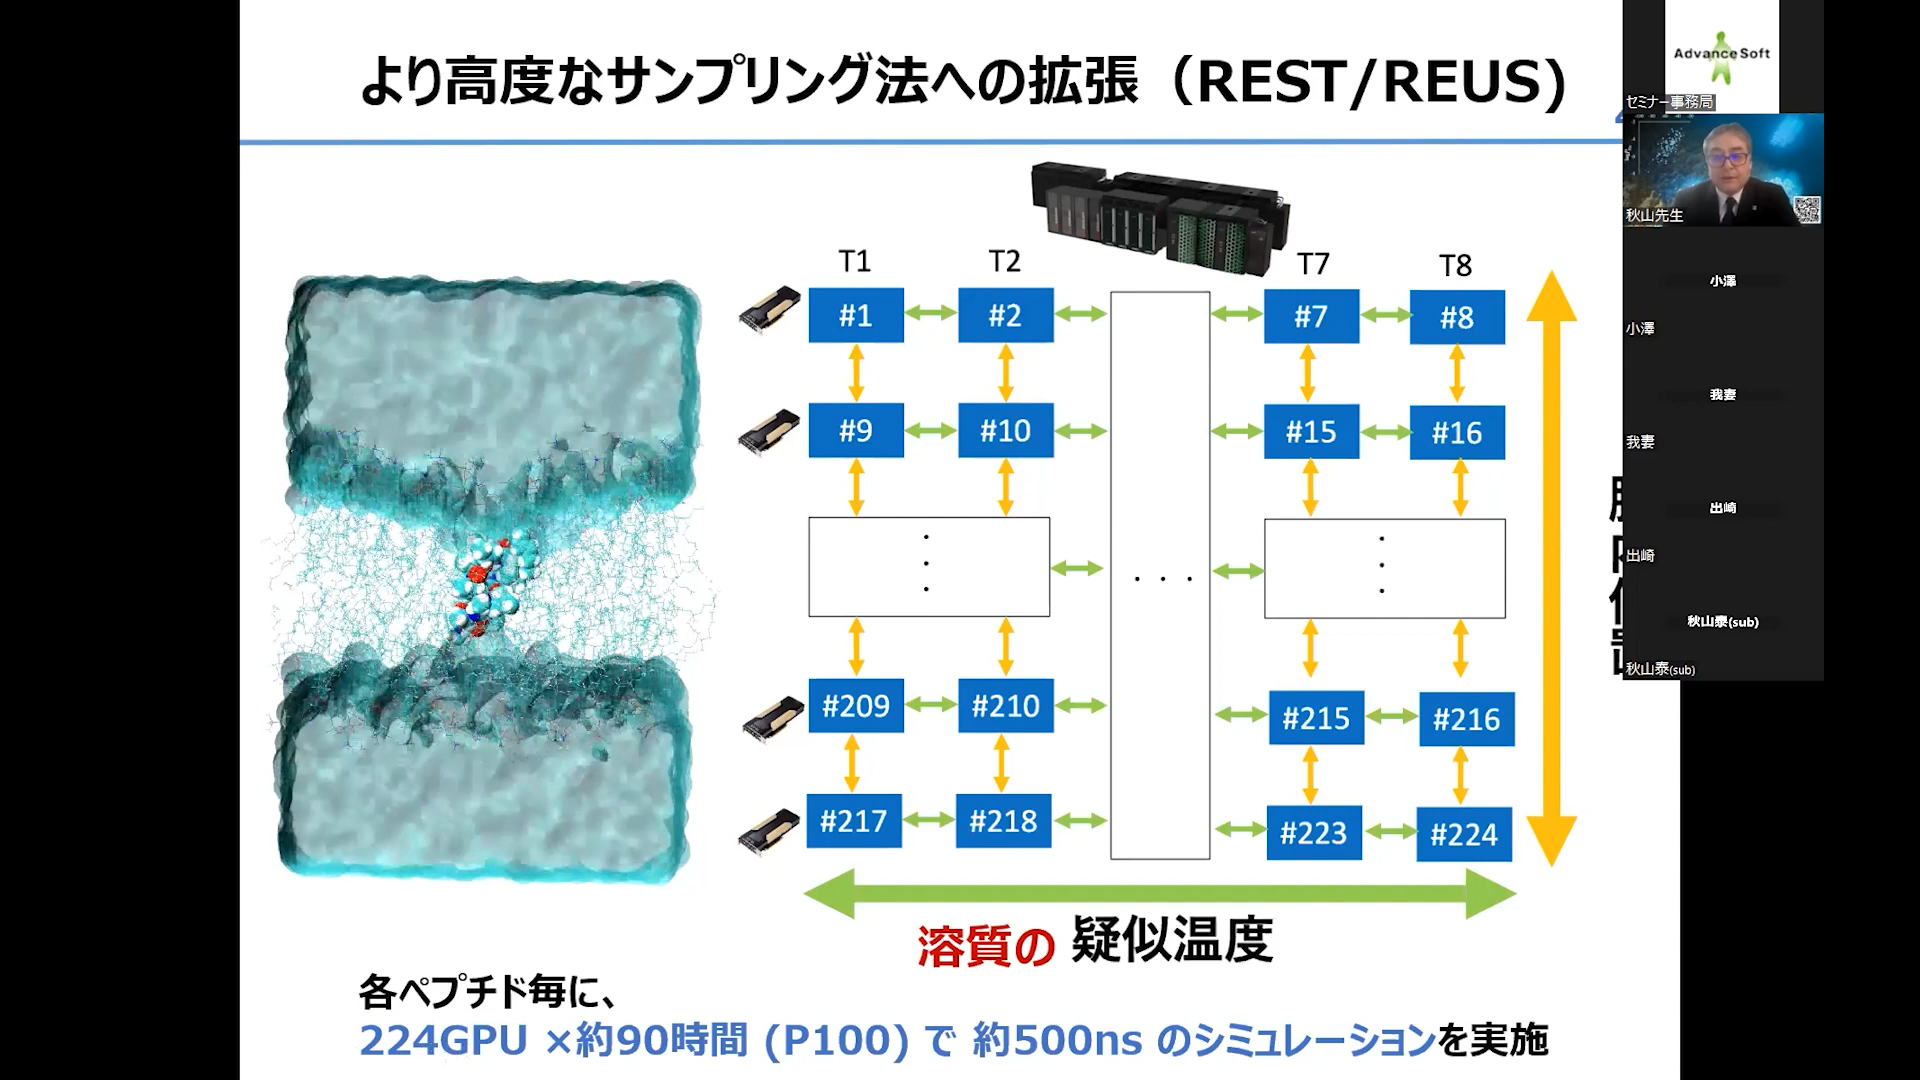 より高度なサンプリング法への拡張（REST/REUS)
T1 T2 T7 T8
#1 #2 #7 #8
#9 #10 #15 #16
. . .
#209 #210 #215 #216
#217 #218 #223 #224
溶質の 疑似温度
各ペプチド毎に、
224GPU ×約90時間 (P100) で 約500ns のシミュレーションを実施
AdvanceSoft
セミナー事務局
秋山先生
小澤
小澤
我妻
我妻
出崎
出崎
秋山泰(sub)
秋山泰(sub)